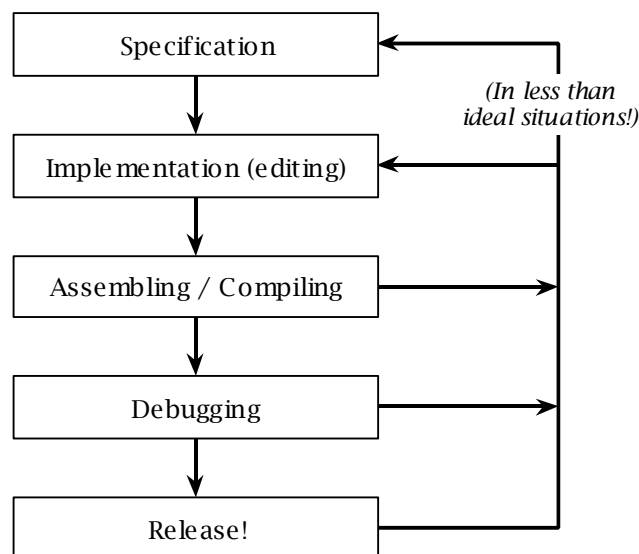 Specification
(In less than
ideal situations!)
Implementation (editing)
Assembling / Compiling
Debugging
Release!